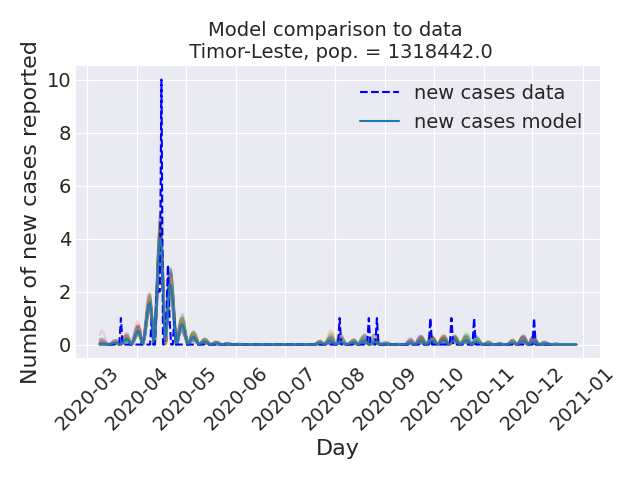 Model comparison to data
Timor-Leste, pop. = 1318442.0
new cases data
new cases model
Number of new cases reported
10
8
6
4
2
0
2020-03
2020-04
2020-05
2020-06
2020-07
2020-08
2020-09
2020-10
2020-11
2020-12
2021-01
Day